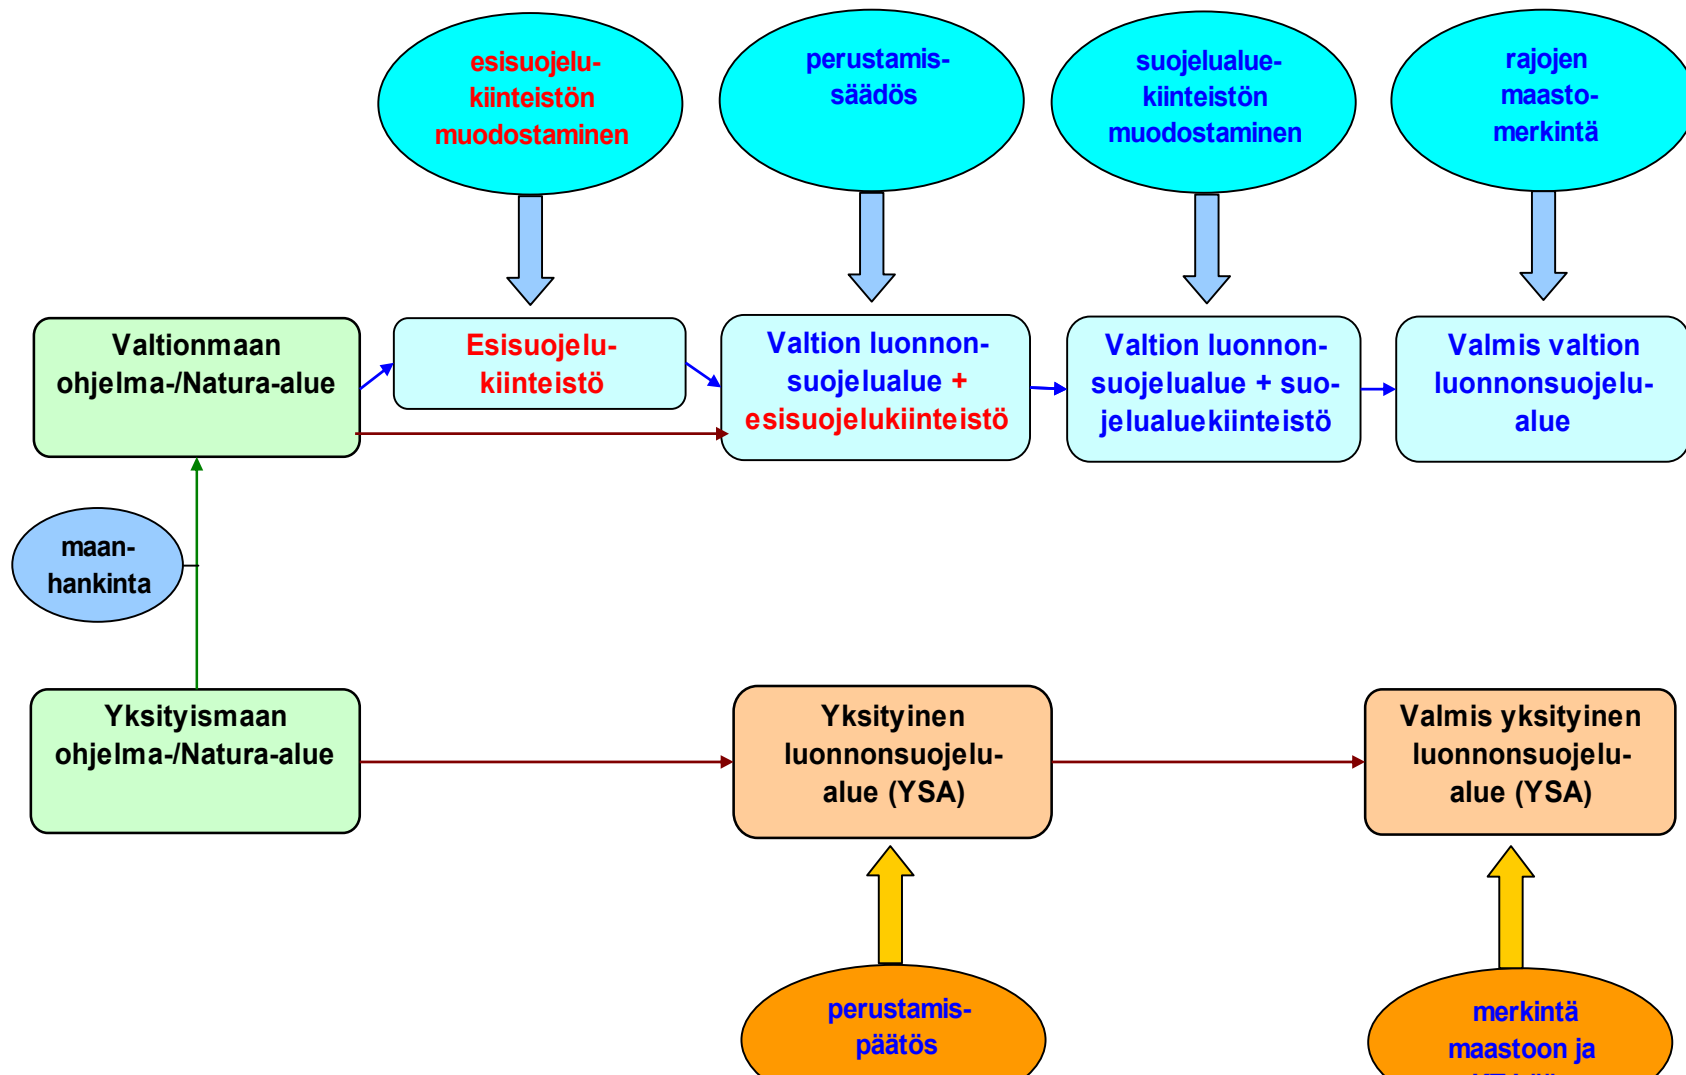 esisuojelu-
kiinteistön
muodostaminen
perustamis-
säädös
suojelualue-
kiinteistön
muodostaminen
rajojen
maasto-
merkintä
Valtionmaan
ohjelma-/Natura-alue
Esisuojelu-
kiinteistö
Valtion luonnon-
suojelualue +
esisuojelukiinteistö
Valtion luonnon-
suojelualue + suo-
jelualuekiinteistö
Valmis valtion
luonnonsuojelu-
alue
maan-
hankinta
Yksityismaan
ohjelma-/Natura-alue
Yksityinen
luonnonsuojelu-
alue (YSA)
Valmis yksityinen
luonnonsuojelu-
alue (YSA)
perustamis-
päätös
merkintä
maastoon ja